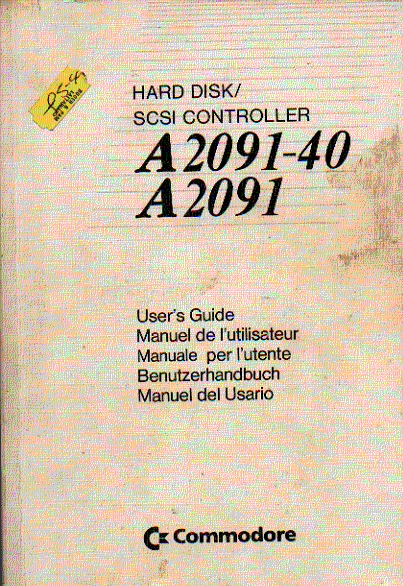 HARD DISK/
SCSI CONTROLLER
A2091-40
A2091
User's Guide
Manuel de l'utilisateur
Manuale per l'utente
Benutzerhandbuch
Manuel del Usario
Commodore